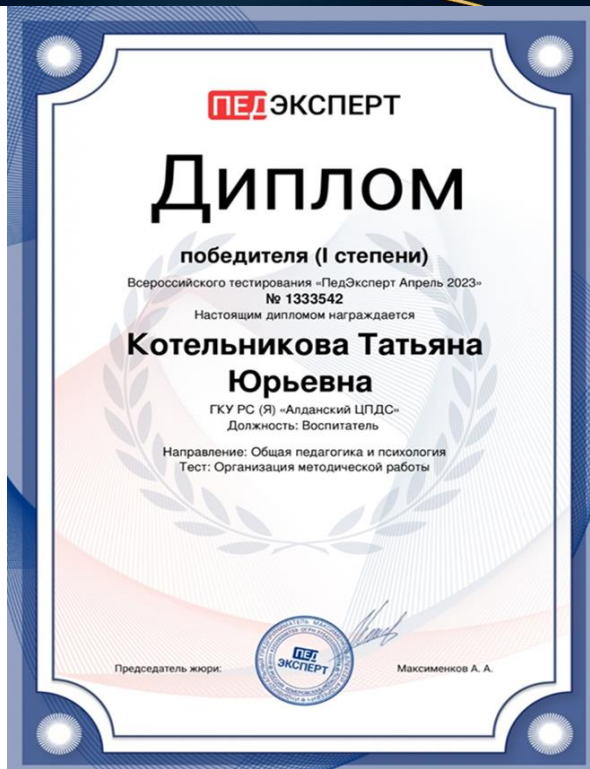 ПЕДЭКСПЕРТ
Диплом
победителя (I степени)
Всероссийского тестирования «ПедЭксперт Апрель 2023»
№ 1333542
Настоящим дипломом награждается
Котельникова Татьяна
Юрьевна
ГКУ РС (Я) «Алданский ЦПДС»
Должность: Воспитатель
Направление: Общая педагогика и психология
Тест: Организация методической работы
ПЕД
ЭКСПЕРТ
Председатель жюри:
Максименков А. А.